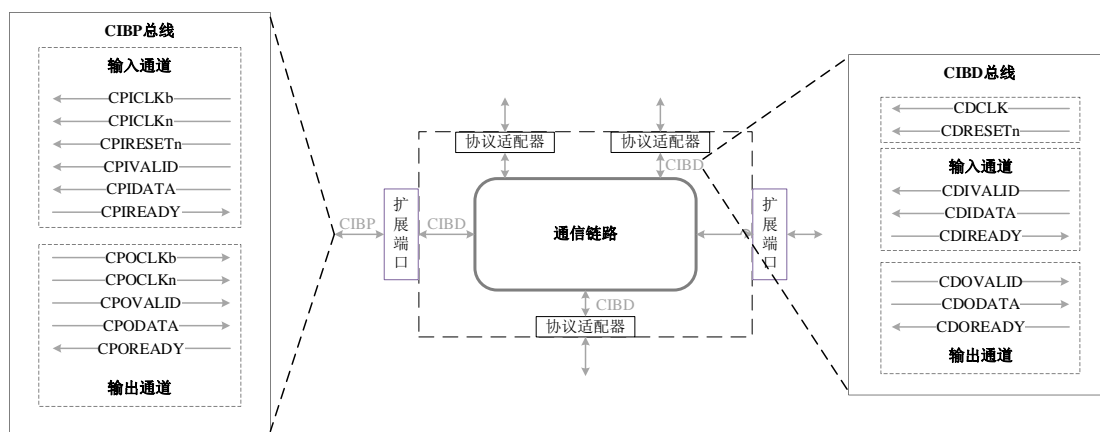 CIBP总线
输入通道
CPICLKb
CPICLKn
CPIRESETn
CPIVALID
CPIDATA
CPIREADY
CPOCLKb
CPOCLKn
CPOVALID
CPODATA
CPOREADY
输出通道
协议适配器
协议适配器
CIBD
CIBP
扩展端口
CIBD
通信链路
扩展端口
CIBD
协议适配器
CIBD总线
CDCLK
CDRESETn
输入通道
CDIVALID
CDIDATA
CDIREADY
CDOVALID
CDODATA
CDOREADY
输出通道